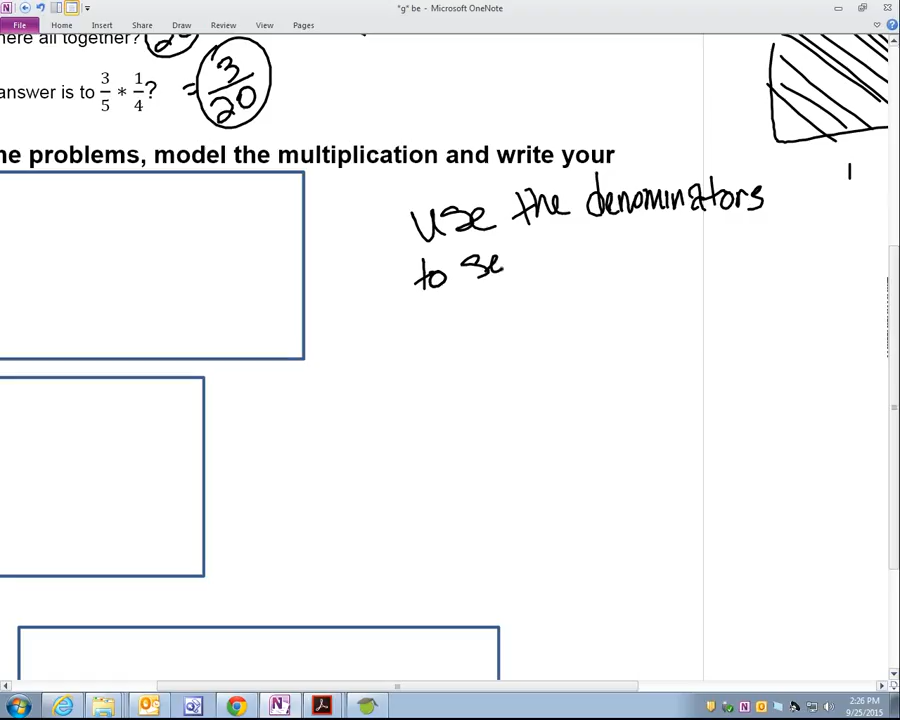 *g* be - Microsoft OneNote
File Home Insert Share Draw Review View Pages
here all together? 20
answer is to 3/5 * 1/4? = 3/20
he problems, model the multiplication and write your
use the denominators
to se
2:26 PM
9/25/2015